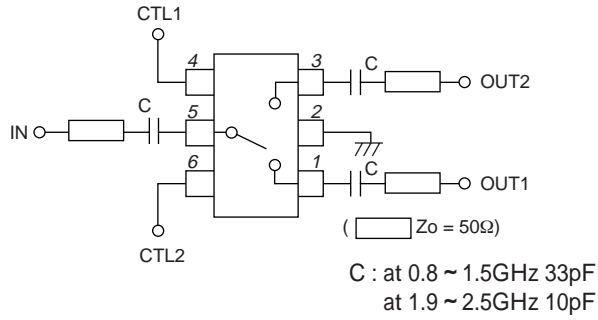 CTL1
4
3
C
OUT2
C
IN
5
2
6
1
C
OUT1
CTL2
( Zo = 50Ω)
C : at 0.8 ~ 1.5GHz 33pF
at 1.9 ~ 2.5GHz 10pF